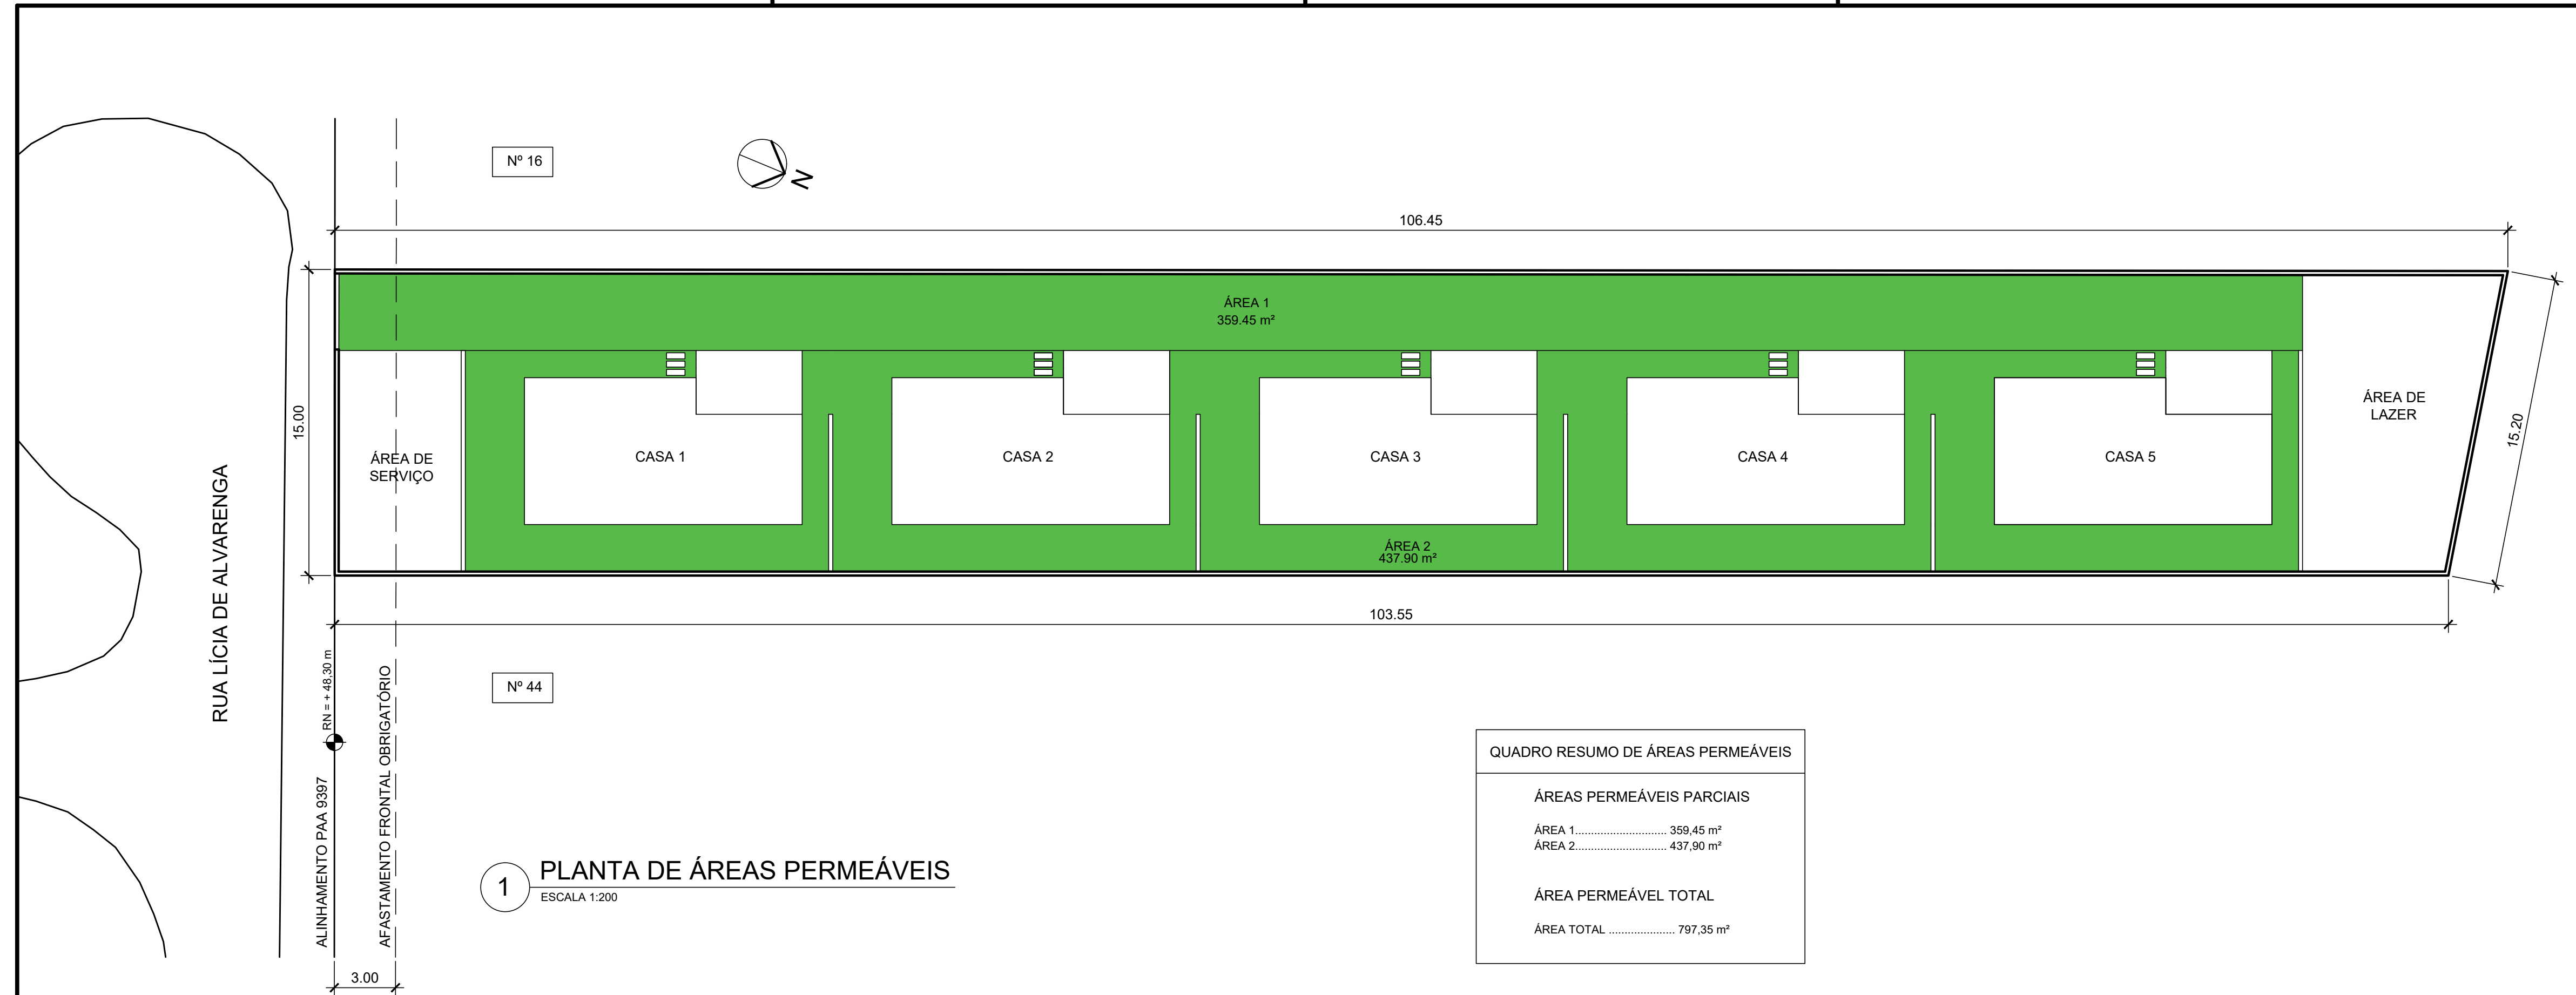 Nº 16
N
106.45
ÁREA 1
359.45 m²
15.00
ÁREA DE
SERVIÇO
CASA 1
CASA 2
CASA 3
CASA 4
CASA 5
ÁREA DE
LAZER
15.20
ÁREA 2
437.90 m²
103.55
RUA LÍCIA DE ALVARENGA
RN = + 48,30 m
ALINHAMENTO PAA 9397
AFASTAMENTO FRONTAL OBRIGATÓRIO
3.00
Nº 44
1
PLANTA DE ÁREAS PERMEÁVEIS
ESCALA 1:200
QUADRO RESUMO DE ÁREAS PERMEÁVEIS
ÁREAS PERMEÁVEIS PARCIAIS
ÁREA 1............................. 359,45 m²
ÁREA 2............................. 437,90 m²
ÁREA PERMEÁVEL TOTAL
ÁREA TOTAL ..................... 797,35 m²